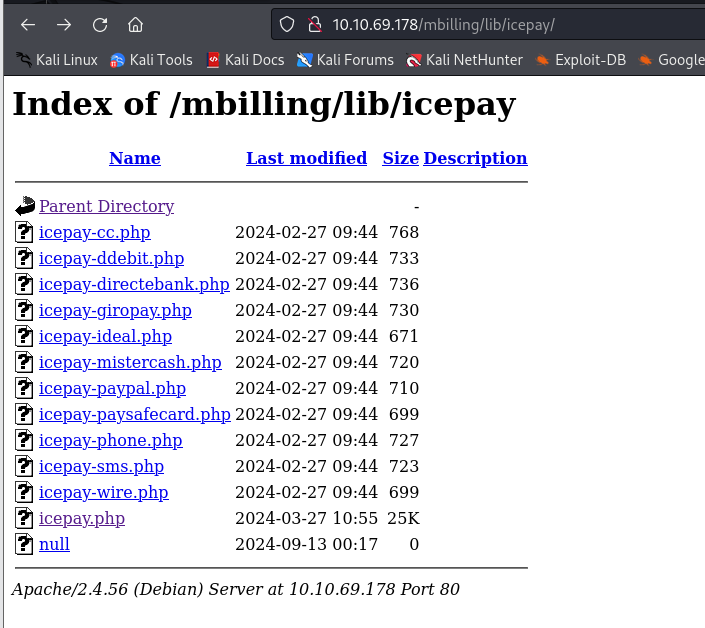 10.10.69.178/mbilling/lib/icepay/
Kali Linux Kali Tools Kali Docs Kali Forums Kali NetHunter Exploit-DB Google
Index of /mbilling/lib/icepay
Name Last modified Size Description
Parent Directory -
icepay-cc.php 2024-02-27 09:44 768
icepay-ddebit.php 2024-02-27 09:44 733
icepay-directebank.php 2024-02-27 09:44 736
icepay-giropay.php 2024-02-27 09:44 730
icepay-ideal.php 2024-02-27 09:44 671
icepay-mistercash.php 2024-02-27 09:44 720
icepay-paypal.php 2024-02-27 09:44 710
icepay-paysafecard.php 2024-02-27 09:44 699
icepay-phone.php 2024-02-27 09:44 727
icepay-sms.php 2024-02-27 09:44 723
icepay-wire.php 2024-02-27 09:44 699
icepay.php 2024-03-27 10:55 25K
null 2024-09-13 00:17 0
Apache/2.4.56 (Debian) Server at 10.10.69.178 Port 80